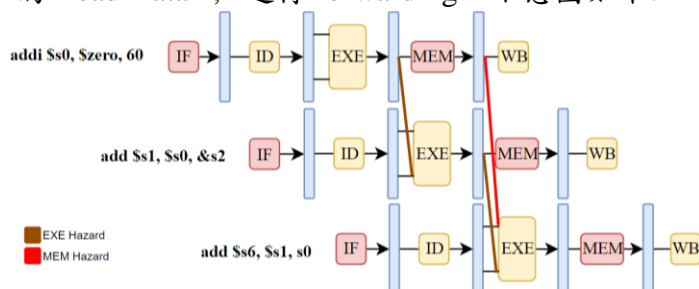 addi $s0, $zero, 60 IF ID EXE MEM WB
add $s1, $s0, &s2 IF ID EXE MEM WB
EXE Hazard
MEM Hazard
add $s6, $s1, s0 IF ID EXE MEM WB